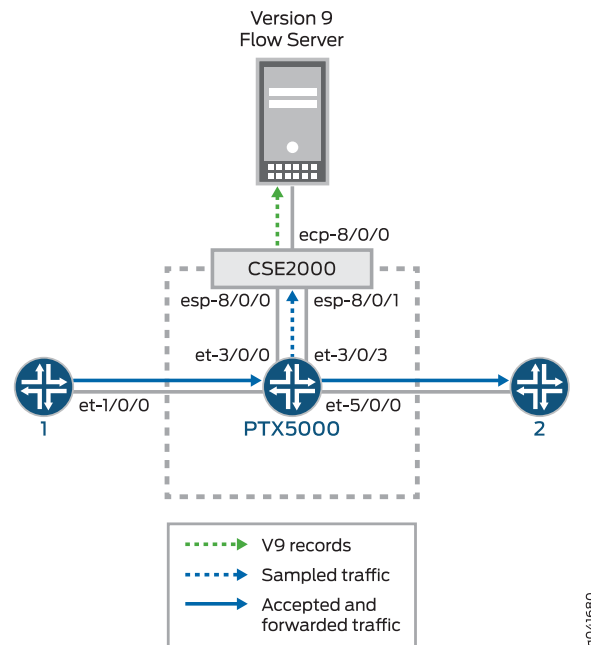 Version 9
Flow Server
ecp-8/0/0
CSE2000
esp-8/0/0
esp-8/0/1
et-3/0/0
et-3/0/3
et-1/0/0
et-5/0/0
1
PTX5000
2
V9 records
Sampled traffic
Accepted and
forwarded traffic
g041680